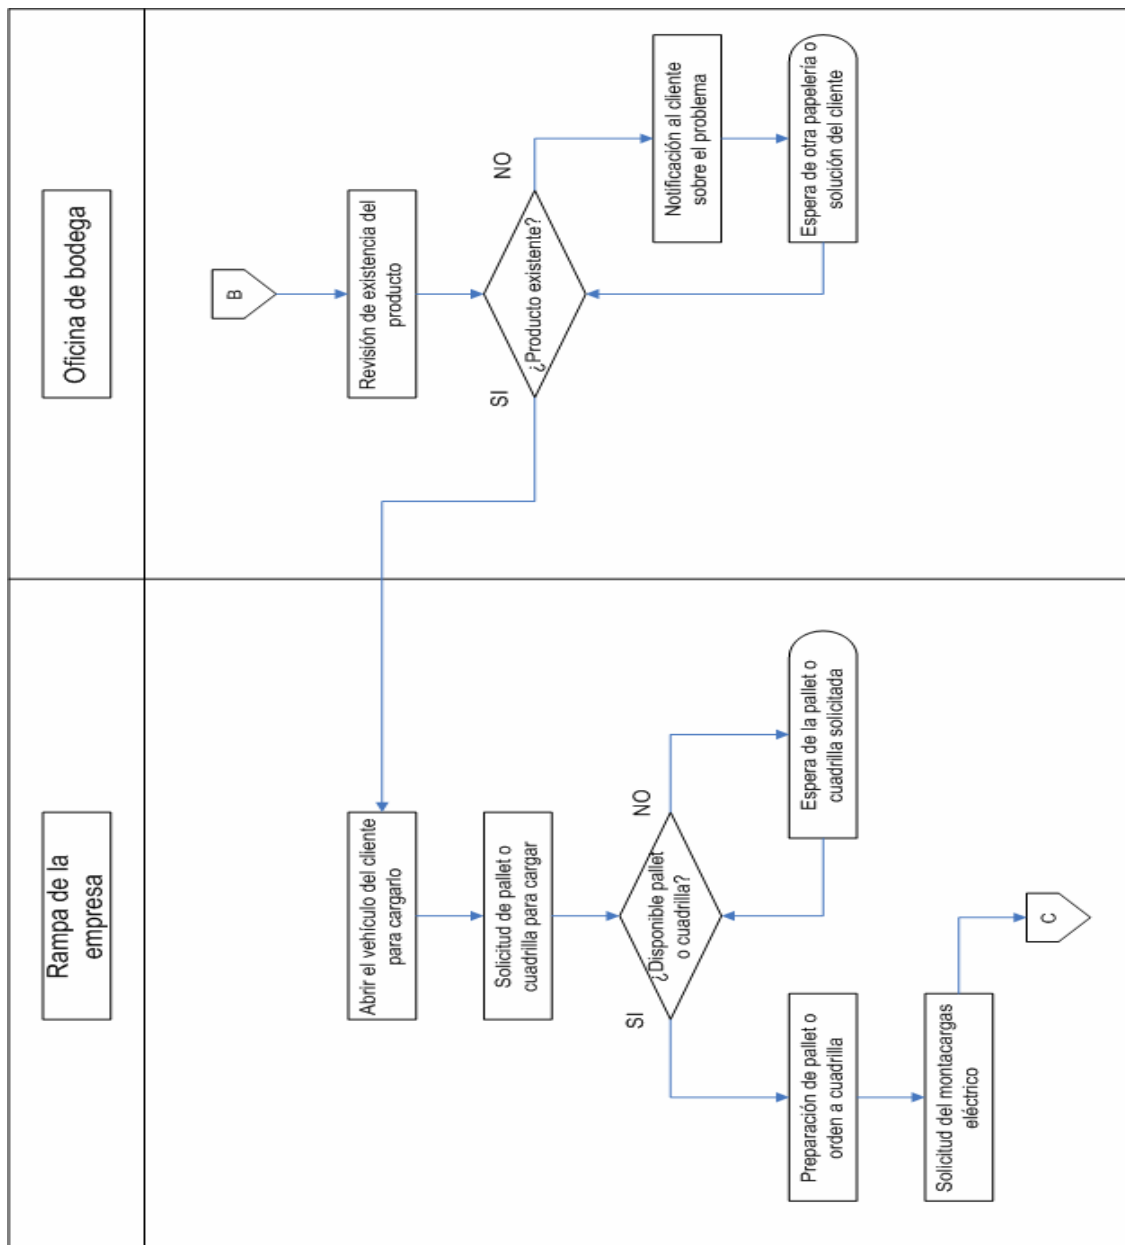 Rampa de la
empresa
Oficina de bodega
B
Revisión de existencia del
producto
¿Producto existente?
SI
NO
Notificación al cliente
sobre el problema
Espera de otra papelería o
solución del cliente
Abrir el vehículo del cliente
para cargarlo
Solicitud de pallet o
cuadrilla para cargar
¿Disponible pallet
o cuadrilla?
SI
NO
Espera de la pallet o
cuadrilla solicitada
Preparación de pallet o
orden a cuadrilla
Solicitud del montacargas
eléctrico
C